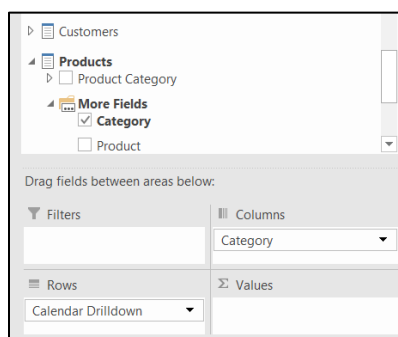 Customers
Products
Product Category
More Fields
Category
Product
Drag fields between areas below:
Filters
Columns
Category
Rows
Σ Values
Calendar Drilldown